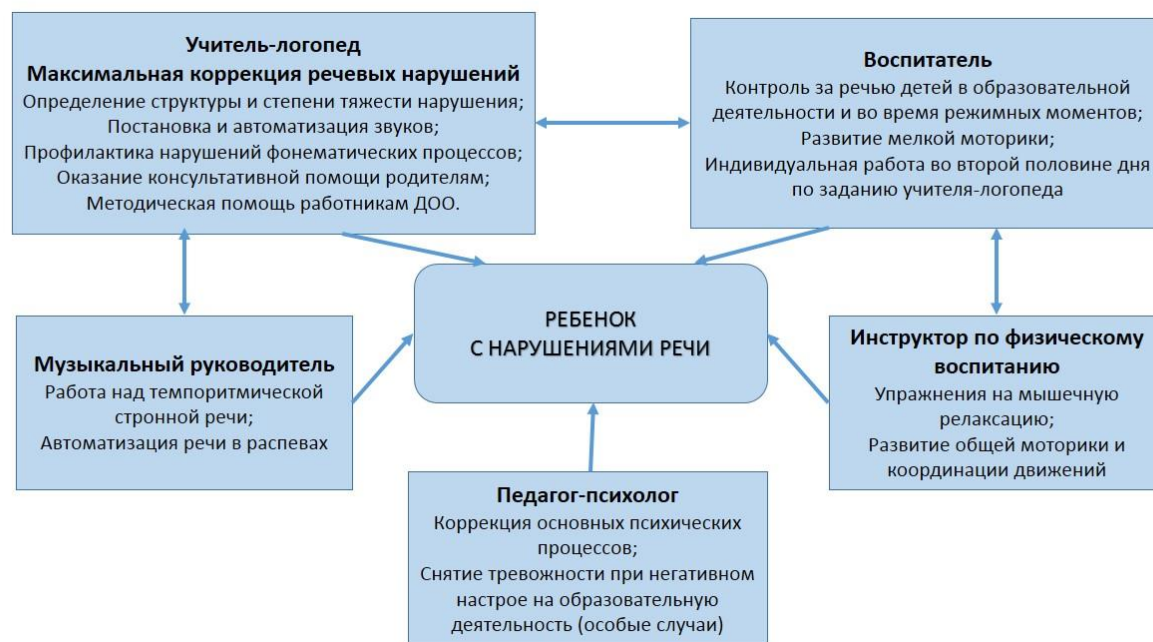 Учитель-логопед
Максимальная коррекция речевых нарушений
Определение структуры и степени тяжести нарушения;
Постановка и автоматизация звуков;
Профилактика нарушений фонематических процессов;
Оказание консультативной помощи родителям;
Методическая помощь работникам ДОО.
Воспитатель
Контроль за речью детей в образовательной
деятельности и во время режимных моментов;
Развитие мелкой моторики;
Индивидуальная работа во второй половине дня
по заданию учителя-логопеда
РЕБЕНОК
С НАРУШЕНИЯМИ РЕЧИ
Музыкальный руководитель
Работа над темпоритмической
стронной речи;
Автоматизация речи в распевах
Инструктор по физическому
воспитанию
Упражнения на мышечную
релаксацию;
Развитие общей моторики и
координации движений
Педагог-психолог
Коррекция основных психических
процессов;
Снятие тревожности при негативном
настрое на образовательную
деятельность (особые случаи)